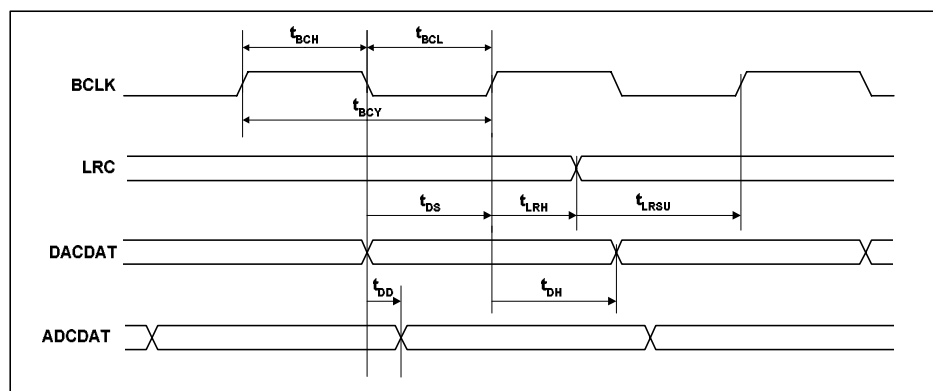 tBCH tBCL
BCLK
tBCY
LRC
tDS tLRH tLRSU
DACDAT
tDD tDH
ADCDAT